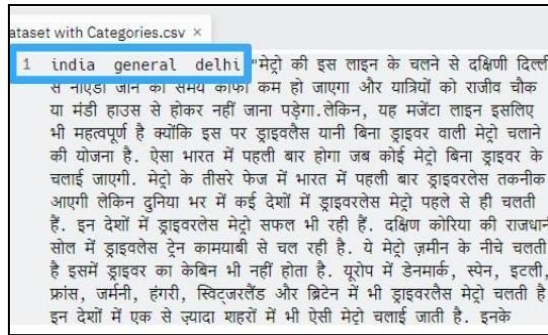 ataset with Categories.csv ×
1 india general delhi "मेट्रो की इस लाइन के चलने से दक्षिणी दिल्ली
से नोएडा जाने का समय काफी कम हो जाएगा और यात्रियों को राजीव चौक
या मंडी हाउस से होकर नहीं जाना पड़ेगा.लेकिन, यह मजेंटा लाइन इसलिए
भी महत्वपूर्ण है क्योंकि इस पर ड्राइवलैस यानी बिना ड्राइवर वाली मेट्रो चलाने
की योजना है. ऐसा भारत में पहली बार होगा जब कोई मेट्रो बिना ड्राइवर के
चलाई जाएगी. मेट्रो के तीसरे फेज में भारत में पहली बार ड्राइवरलेस तकनीक
आएगी लेकिन दुनिया भर में कई देशों में ड्राइवरलेस मेट्रो पहले से ही चलती
हैं. इन देशों में ड्राइवरलेस मेट्रो सफल भी रही हैं. दक्षिण कोरिया की राजधानी
सोल में ड्राइवलेस ट्रेन कामयाबी से चल रही है. ये मेट्रो ज़मीन के नीचे चलती
है इसमें ड्राइवर का केबिन भी नहीं होता है. यूरोप में डेनमार्क, स्पेन, इटली,
फ्रांस, जर्मनी, हंगरी, स्विट्जरलैंड और ब्रिटेन में भी ड्राइवरलैस मेट्रो चलती है
इन देशों में एक से ज़्यादा शहरों में भी ऐसी मेट्रो चलाई जाती है. इनके